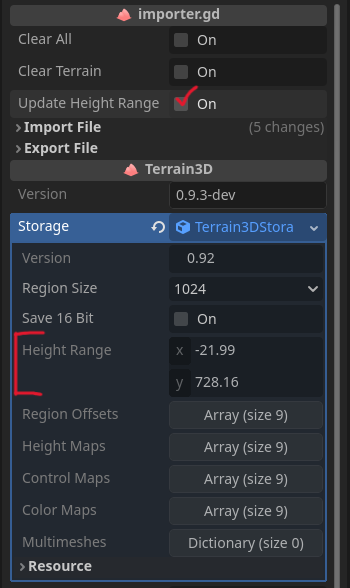 importer.gd
Clear All On
Clear Terrain On
Update Height Range On
Import File (5 changes)
Export File
Terrain3D
Version 0.9.3-dev
Storage Terrain3DStora
Version 0.92
Region Size 1024
Save 16 Bit On
Height Range x -21.99
y 728.16
Region Offsets Array (size 9)
Height Maps Array (size 9)
Control Maps Array (size 9)
Color Maps Array (size 9)
Multimeshes Dictionary (size 0)
Resource